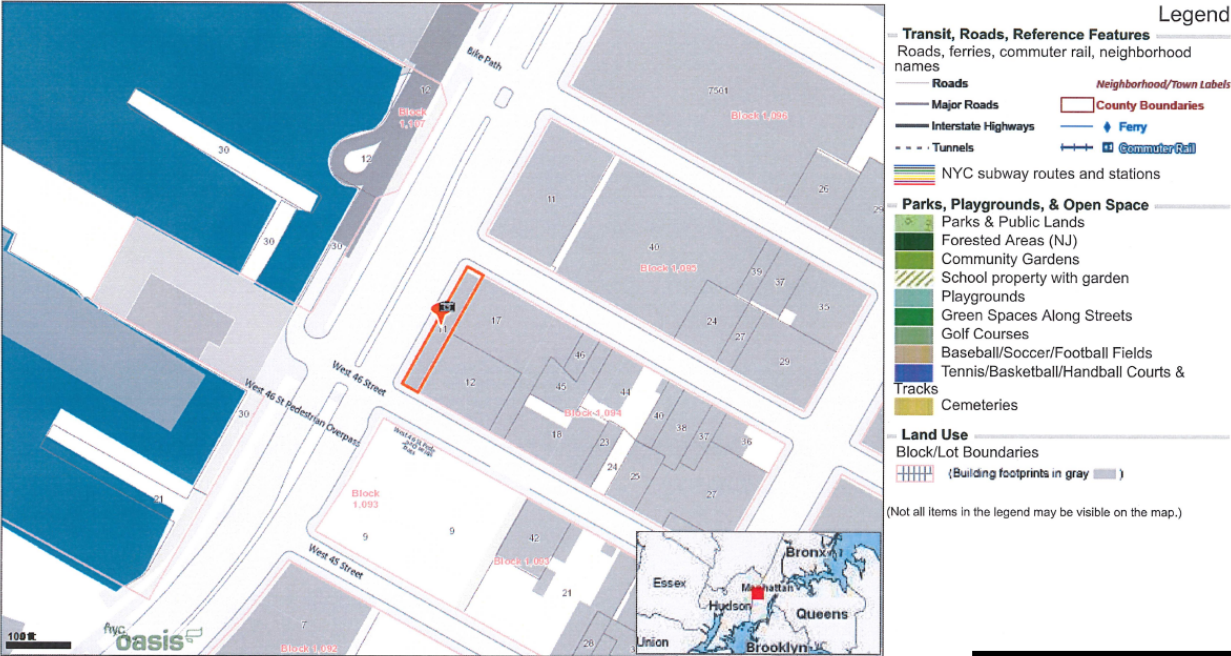 Bike Path
12
Block
1,107
12
30
30
30
7501
Block 1,096
26
29
11
40
Block 1,095
39
37
35
24
27
29
11
17
12
46
45
44
Block 1,094
18
23
24
25
40
38
37
36
27
West 46 Street
West 46 St Pedestrian Overpass
30
21
Block
1,093
9
9
42
21
28
West 45 Street
7
100 ft
nyc
oasis
Bronx
Essex
Manhattan
Hudson
Queens
Union
Brooklyn
Legend
Transit, Roads, Reference Features
Roads, ferries, commuter rail, neighborhood
names
Roads
Neighborhood/Town Labels
Major Roads
County Boundaries
Interstate Highways
Ferry
Tunnels
Commuter Rail
NYC subway routes and stations
Parks, Playgrounds, & Open Space
Parks & Public Lands
Forested Areas (NJ)
Community Gardens
School property with garden
Playgrounds
Green Spaces Along Streets
Golf Courses
Baseball/Soccer/Football Fields
Tennis/Basketball/Handball Courts &
Tracks
Cemeteries
Land Use
Block/Lot Boundaries
(Building footprints in gray )
(Not all items in the legend may be visible on the map.)